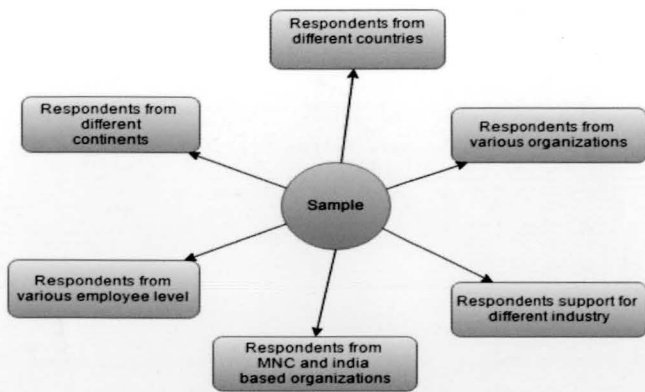 Respondents from
different countries
Respondents from
different
continents
Respondents from
various organizations
Sample
Respondents from
various employee level
Respondents support for
different industry
Respondents from
MNC and india
based organizations